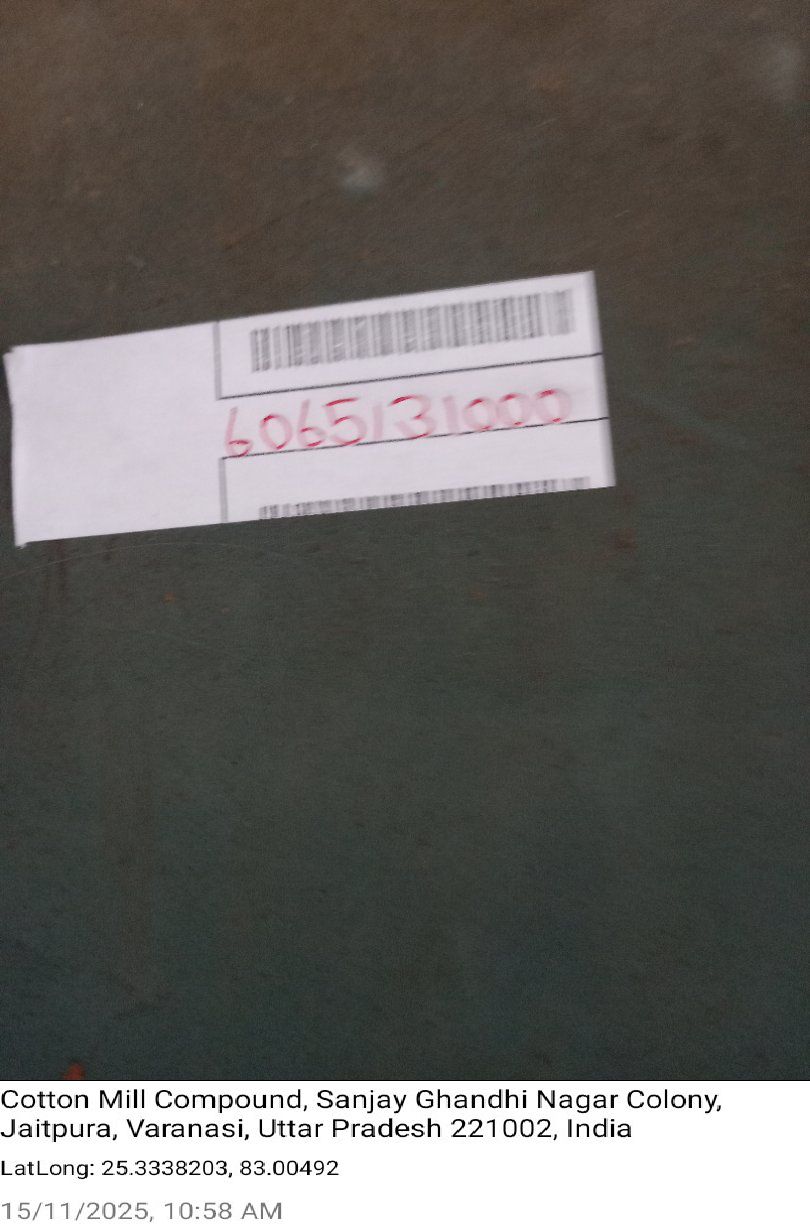 6065131000
Cotton Mill Compound, Sanjay Ghandhi Nagar Colony,
Jaitpura, Varanasi, Uttar Pradesh 221002, India
LatLong: 25.3338203, 83.00492
15/11/2025, 10:58 AM